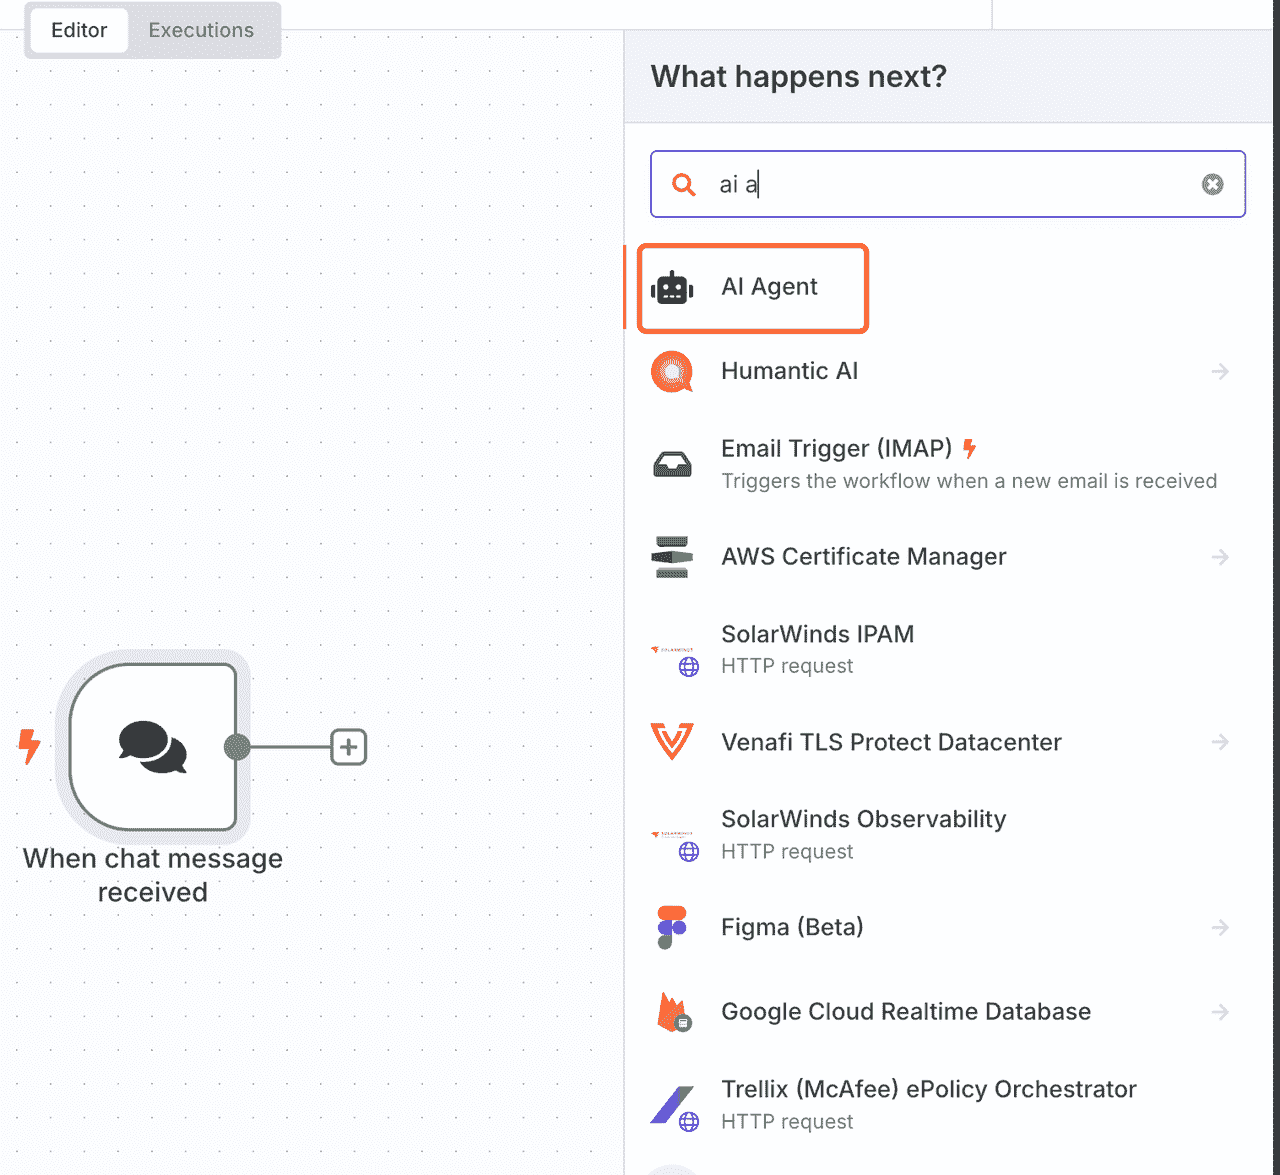 Editor
Executions
What happens next?
ai a
AI Agent
Humantic AI
Email Trigger (IMAP)
Triggers the workflow when a new email is received
AWS Certificate Manager
SolarWinds IPAM
HTTP request
Venafi TLS Protect Datacenter
SolarWinds Observability
HTTP request
Figma (Beta)
Google Cloud Realtime Database
Trellix (McAfee) ePolicy Orchestrator
HTTP request
When chat message
received